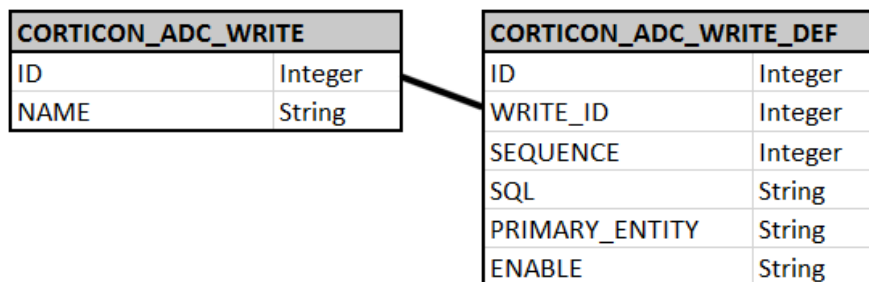 CORTICON_ADC_WRITE
ID Integer
NAME String
CORTICON_ADC_WRITE_DEF
ID Integer
WRITE_ID Integer
SEQUENCE Integer
SQL String
PRIMARY_ENTITY String
ENABLE String